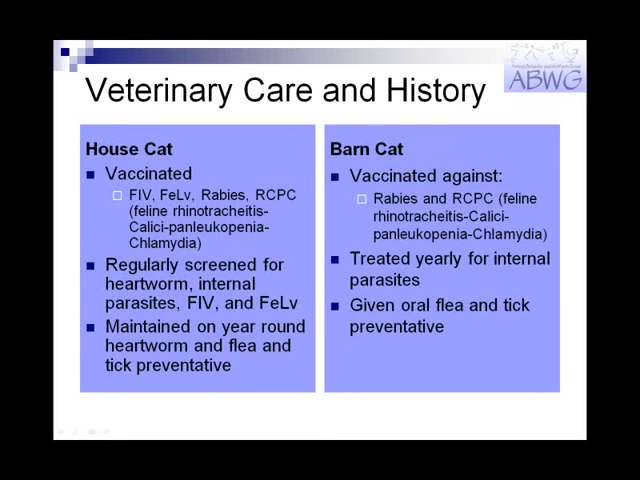 ABWG
Veterinary Care and History
House Cat
Vaccinated
FIV, FeLv, Rabies, RCPC
(feline rhinotracheitis-
Calici-panleukopenia-
Chlamydia)
Regularly screened for
heartworm, internal
parasites, FIV, and FeLv
Maintained on year round
heartworm and flea and
tick preventative
Barn Cat
Vaccinated against:
Rabies and RCPC (feline
rhinotracheitis-Calici-
panleukopenia-Chlamydia)
Treated yearly for internal
parasites
Given oral flea and tick
preventative